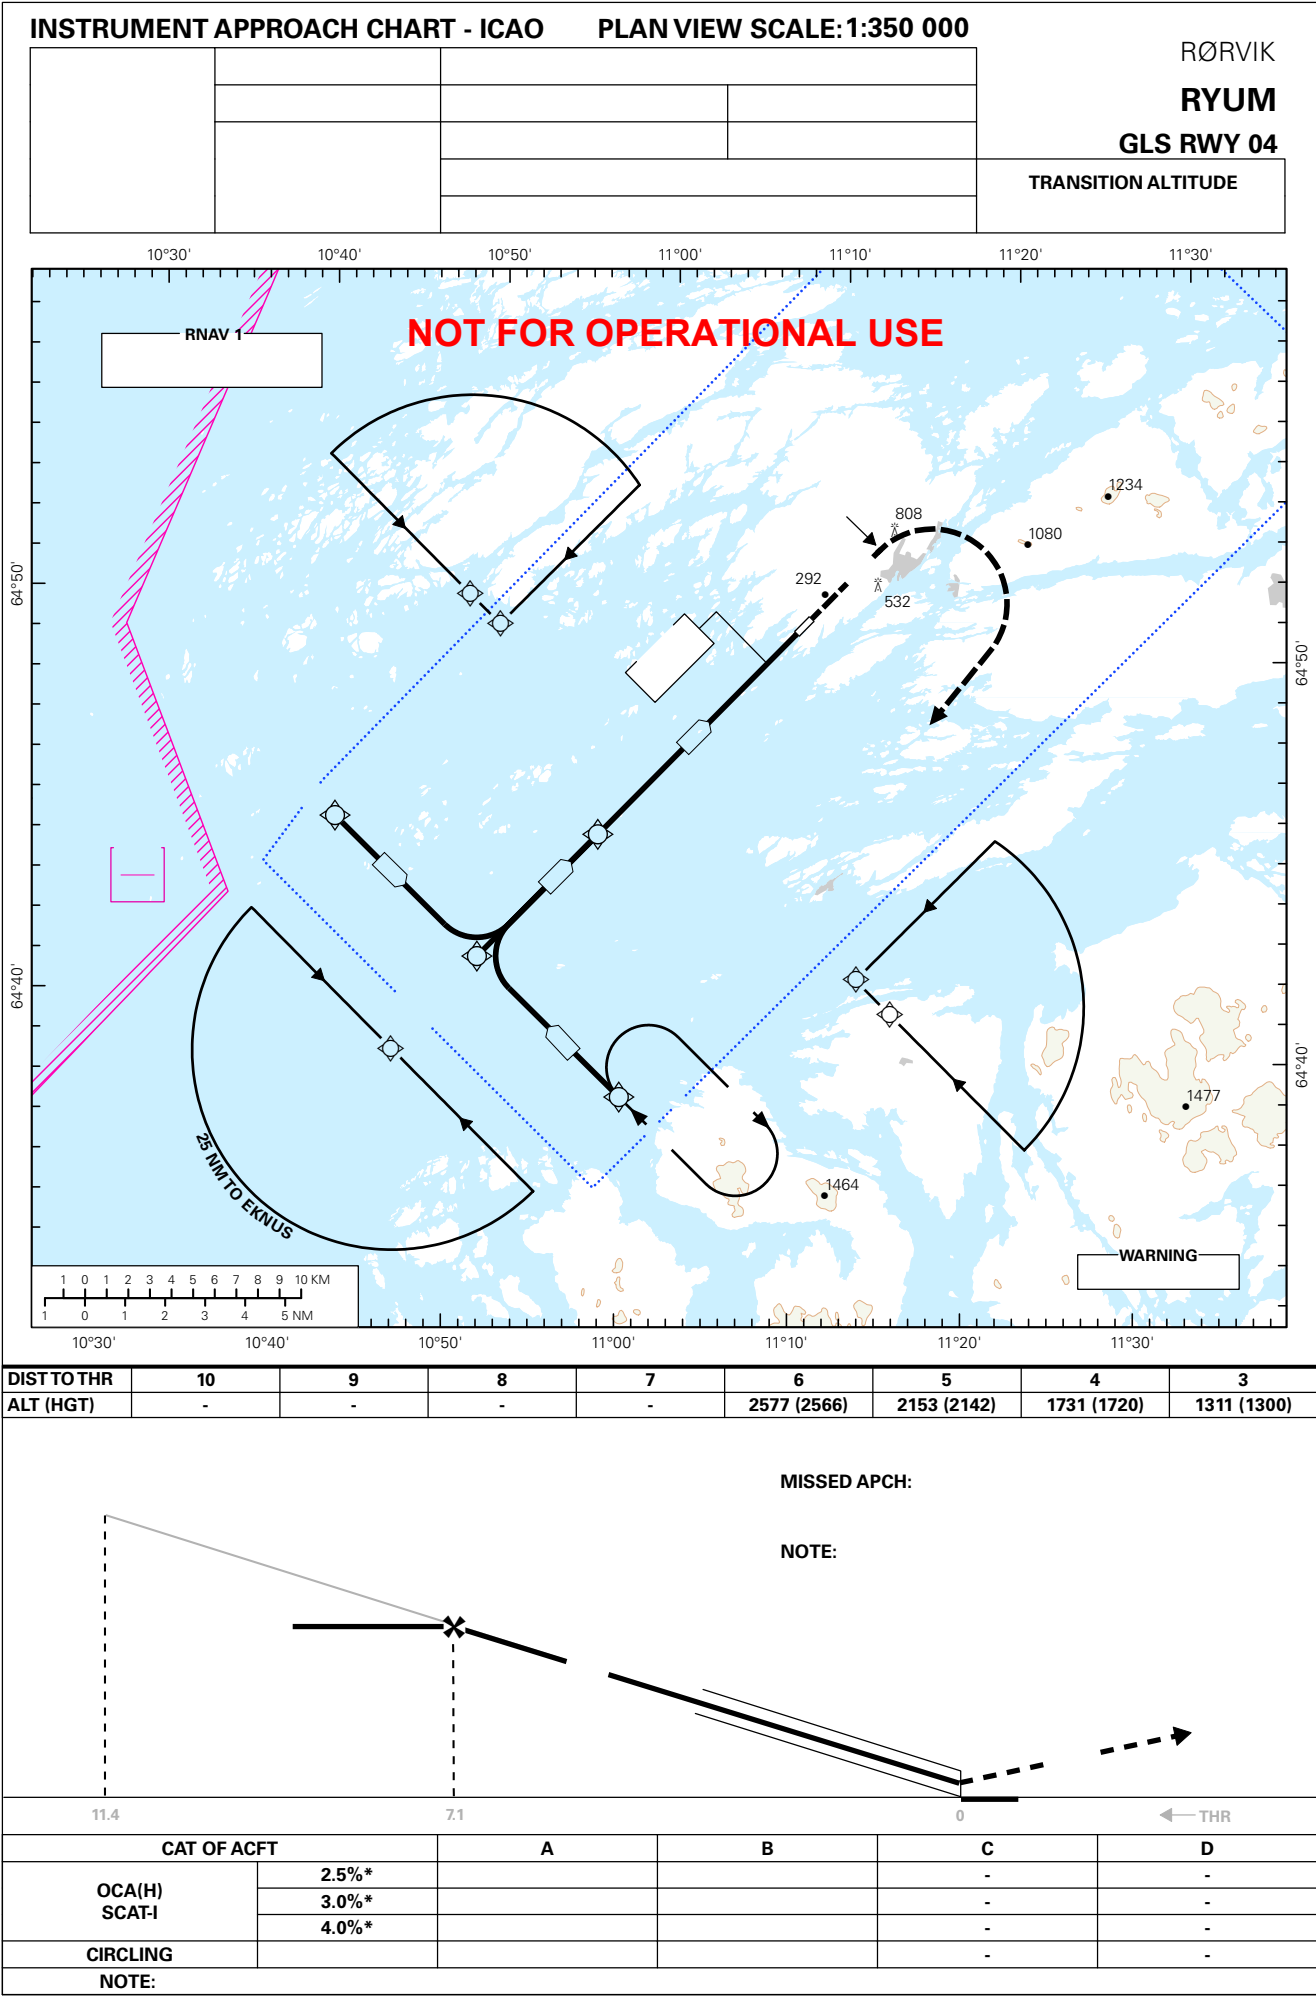 INSTRUMENT APPROACH CHART - ICAO PLAN VIEW SCALE: 1:350 000
RØRVIK
RYUM
GLS RWY 04
TRANSITION ALTITUDE
10°30' 10°40' 10°50' 11°00' 11°10' 11°20' 11°30'
RNAV 1
NOT FOR OPERATIONAL USE
1234
808
1080
64°50'
292
532
64°50'
64°40'
64°40'
1477
25 NM TO EKNUS
1464
WARNING
1 0 1 2 3 4 5 6 7 8 9 10 KM
1 0 1 2 3 4 5 NM
10°30' 10°40' 10°50' 11°00' 11°10' 11°20' 11°30'
DIST TO THR 10 9 8 7 6 5 4 3
ALT (HGT) - - - - 2577 (2566) 2153 (2142) 1731 (1720) 1311 (1300)
MISSED APCH:
NOTE:
11.4 7.1 0 THR
CAT OF ACFT A B C D
OCA(H)
SCAT-I
2.5%* - -
3.0%* - -
4.0%* - -
CIRCLING - -
NOTE: